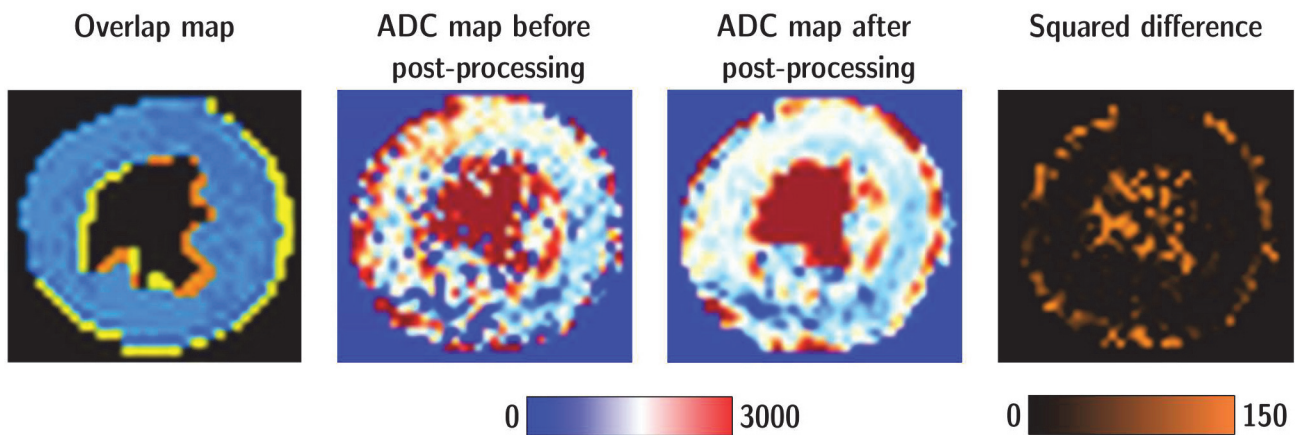 Overlap map
ADC map before
post-processing
ADC map after
post-processing
Squared difference
0
3000
0
150